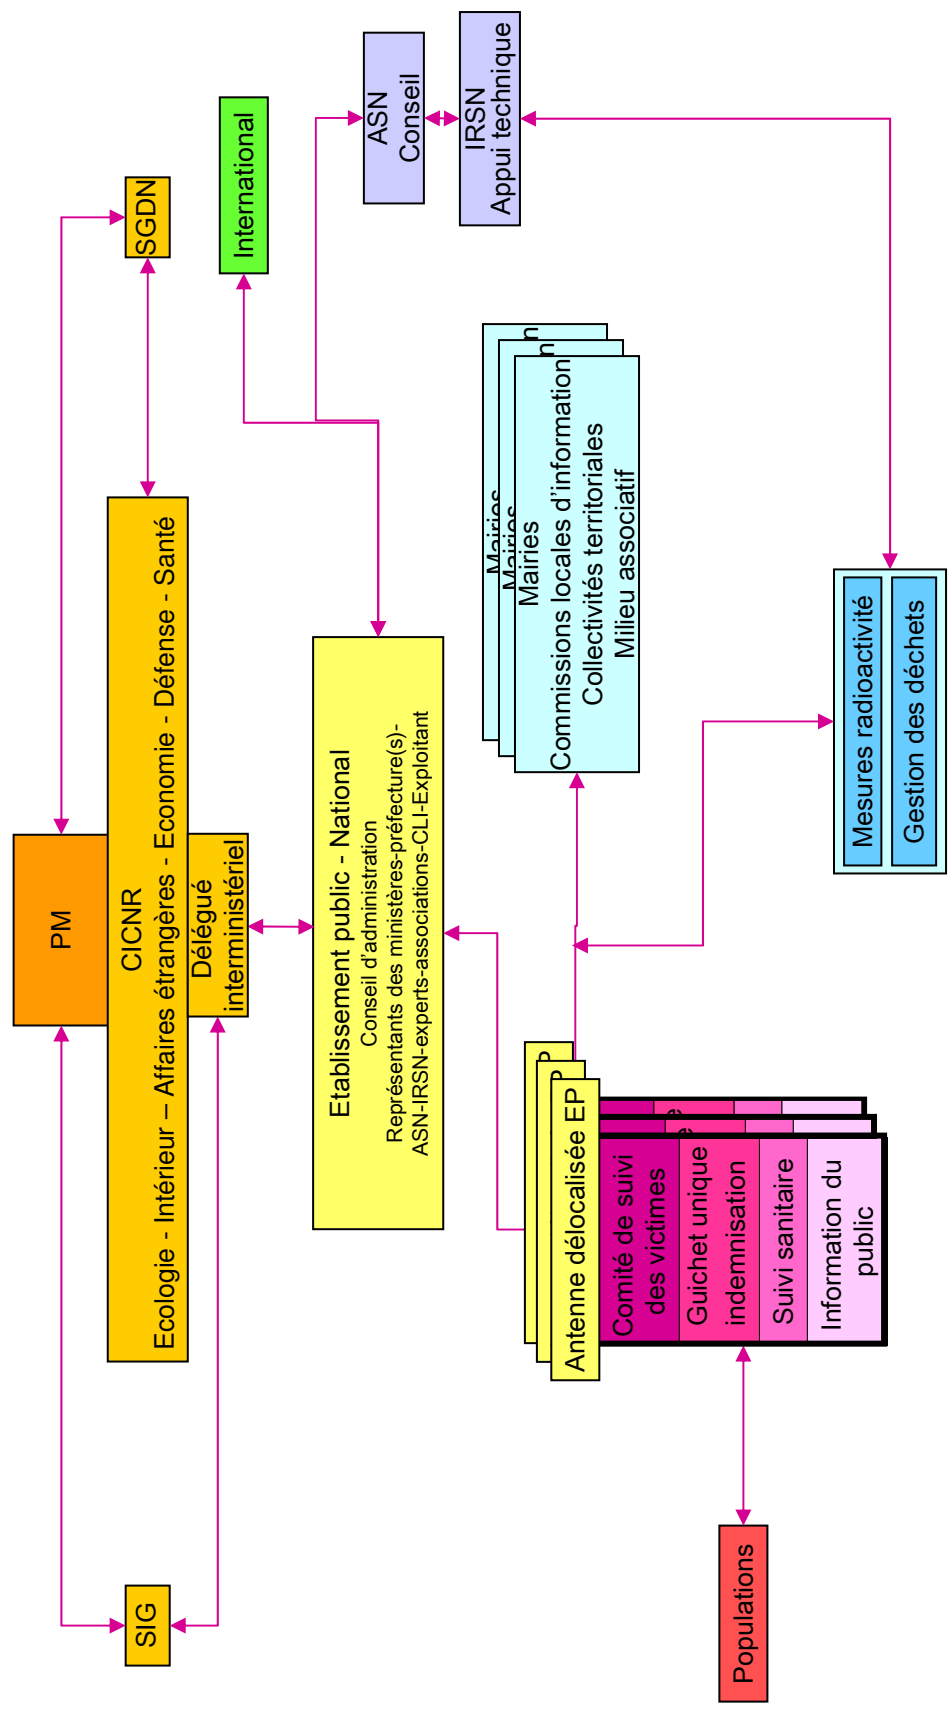 PM
CICNR
Ecologie - Intérieur – Affaires étrangères - Economie - Défense - Santé
Délégué
interministériel
SIG
SGDN
International
Etablissement public - National
Conseil d'administration
Représentants des ministères-préfecture(s)-
ASN-IRSN-experts-associations-CLI-Exploitant
ASN
Conseil
IRSN
Appui technique
Mairies
n
Mairies
n
Mairies
Commissions locales d'information
Collectivités territoriales
Milieu associatif
P
P
Antenne délocalisée EP
Comité de suivi
des victimes
e
e
Guichet unique
indemnisation
Suivi sanitaire
Information du
public
Populations
Mesures radioactivité
Gestion des déchets